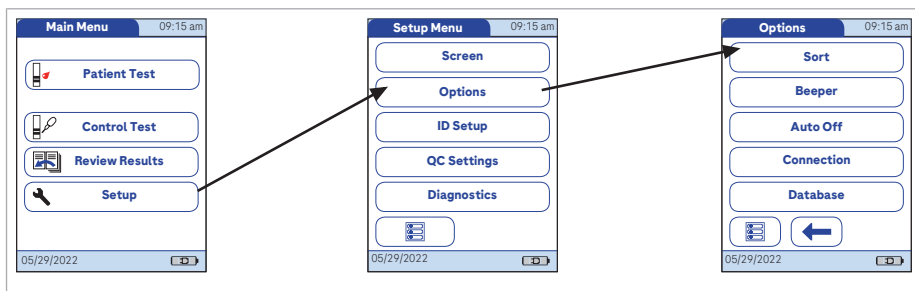 Main Menu 09:15 am
Patient Test
Control Test
Review Results
Setup
05/29/2022
Setup Menu 09:15 am
Screen
Options
ID Setup
QC Settings
Diagnostics
05/29/2022
Options 09:15 am
Sort
Beeper
Auto Off
Connection
Database
05/29/2022